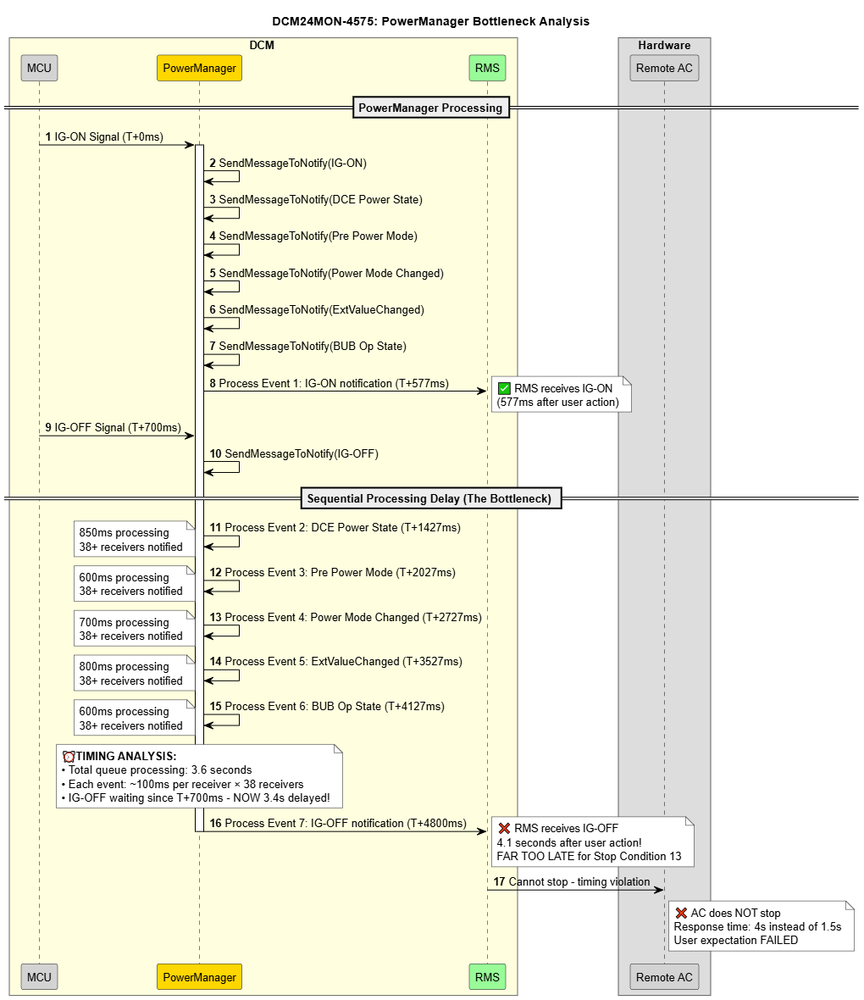 DCM24MON-4575: PowerManager Bottleneck Analysis
DCM
Hardware
MCU
PowerManager
RMS
Remote AC
PowerManager Processing
1 IG-ON Signal (T+0ms)
2 SendMessageToNotify(IG-ON)
3 SendMessageToNotify(DCE Power State)
4 SendMessageToNotify(Pre Power Mode)
5 SendMessageToNotify(Power Mode Changed)
6 SendMessageToNotify(ExtValueChanged)
7 SendMessageToNotify(BUB Op State)
8 Process Event 1: IG-ON notification (T+577ms)
✅ RMS receives IG-ON
(577ms after user action)
9 IG-OFF Signal (T+700ms)
10 SendMessageToNotify(IG-OFF)
Sequential Processing Delay (The Bottleneck)
11 Process Event 2: DCE Power State (T+1427ms)
850ms processing
38+ receivers notified
12 Process Event 3: Pre Power Mode (T+2027ms)
600ms processing
38+ receivers notified
13 Process Event 4: Power Mode Changed (T+2727ms)
700ms processing
38+ receivers notified
14 Process Event 5: ExtValueChanged (T+3527ms)
800ms processing
38+ receivers notified
15 Process Event 6: BUB Op State (T+4127ms)
600ms processing
38+ receivers notified
⏰TIMING ANALYSIS:
• Total queue processing: 3.6 seconds
• Each event: ~100ms per receiver × 38 receivers
• IG-OFF waiting since T+700ms - NOW 3.4s delayed!
16 Process Event 7: IG-OFF notification (T+4800ms)
❌ RMS receives IG-OFF
4.1 seconds after user action!
FAR TOO LATE for Stop Condition 13
17 Cannot stop - timing violation
❌ AC does NOT stop
Response time: 4s instead of 1.5s
User expectation FAILED
MCU
PowerManager
RMS
Remote AC